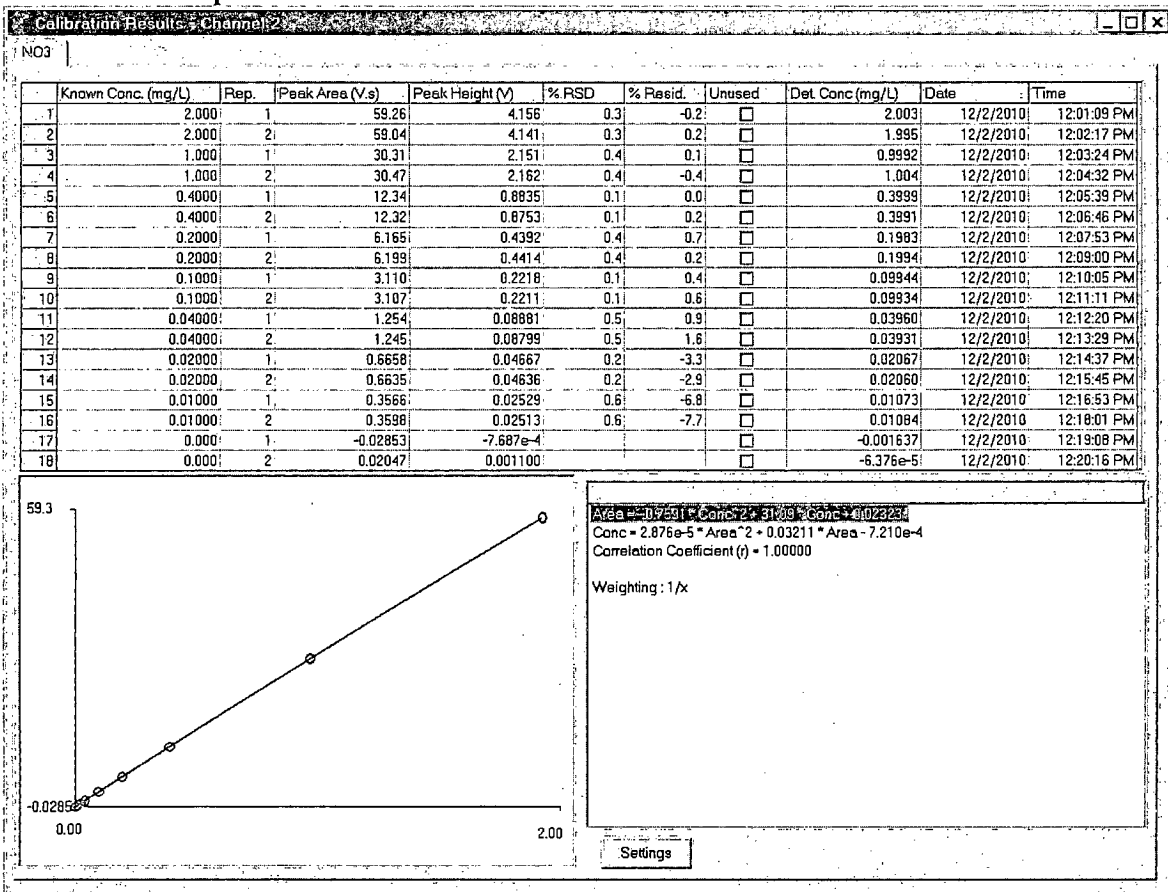 Calibration Results - Channel 2
NO3
Known Conc. (mg/L) Rep. Peak Area (V.s) Peak Height (V) % RSD % Resid. Unused Det. Conc (mg/L) Date Time
1 2.000 1 59.26 4.156 0.3 -0.2 2.003 12/2/2010 12:01:09 PM
2 2.000 2 59.04 4.141 0.3 0.2 1.995 12/2/2010 12:02:17 PM
3 1.000 1 30.31 2.151 0.4 0.1 0.9992 12/2/2010 12:03:24 PM
4 1.000 2 30.47 2.162 0.4 -0.4 1.004 12/2/2010 12:04:32 PM
5 0.4000 1 12.34 0.8835 0.1 0.0 0.3999 12/2/2010 12:05:39 PM
6 0.4000 2 12.32 0.8753 0.1 0.2 0.3991 12/2/2010 12:06:46 PM
7 0.2000 1 6.165 0.4392 0.4 0.7 0.1983 12/2/2010 12:07:53 PM
8 0.2000 2 6.199 0.4414 0.4 0.2 0.1994 12/2/2010 12:09:00 PM
9 0.1000 1 3.110 0.2218 0.1 0.4 0.09944 12/2/2010 12:10:05 PM
10 0.1000 2 3.107 0.2211 0.1 0.6 0.09934 12/2/2010 12:11:11 PM
11 0.04000 1 1.254 0.08881 0.5 0.9 0.03960 12/2/2010 12:12:20 PM
12 0.04000 2 1.245 0.08799 0.5 1.6 0.03931 12/2/2010 12:13:29 PM
13 0.02000 1 0.6658 0.04667 0.2 -3.3 0.02067 12/2/2010 12:14:37 PM
14 0.02000 2 0.6635 0.04636 0.2 -2.9 0.02060 12/2/2010 12:15:45 PM
15 0.01000 1 0.3566 0.02529 0.6 -6.8 0.01073 12/2/2010 12:16:53 PM
16 0.01000 2 0.3598 0.02513 0.6 -7.7 0.01084 12/2/2010 12:18:01 PM
17 0.000 1 -0.02853 -7.687e-4 -0.001637 12/2/2010 12:19:08 PM
18 0.000 2 0.02047 0.001100 -6.376e-5 12/2/2010 12:20:16 PM
59.3
-0.0285
0.00
2.00
Area = -0.7591 * Conc^2 + 31.09 * Conc + 0.023234
Conc = 2.876e-5 * Area^2 + 0.03211 * Area - 7.210e-4
Correlation Coefficient (r) = 1.00000
Weighting : 1/x
Settings